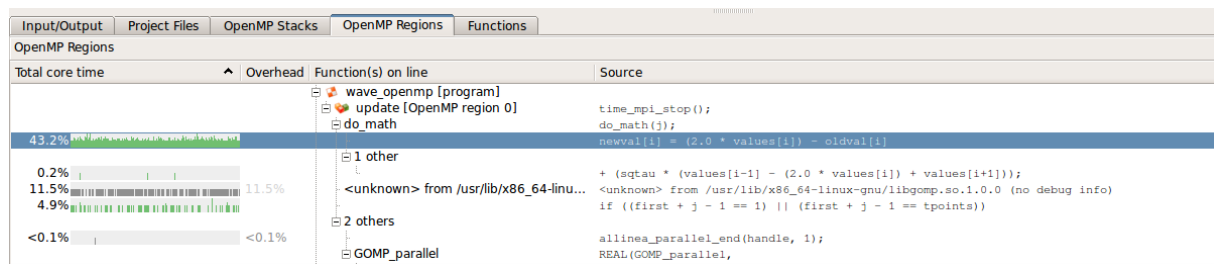 Input/Output Project Files OpenMP Stacks OpenMP Regions Functions
OpenMP Regions
Total core time Overhead Function(s) on line Source
wave_openmp [program]
update [OpenMP region 0] time_mpi_stop();
do_math do_math(j);
43.2% newval[i] = (2.0 * values[i]) - oldval[i]
1 other
0.2% + (sqtau * (values[i-1] - (2.0 * values[i]) + values[i+1]));
11.5% 11.5% <unknown> from /usr/lib/x86_64-linu... <unknown> from /usr/lib/x86_64-linux-gnu/libgomp.so.1.0.0 (no debug info)
4.9% if ((first + j - 1 == 1) || (first + j - 1 == tpoints))
2 others
<0.1% <0.1% allinea_parallel_end(handle, 1);
GOMP_parallel REAL(GOMP_parallel,